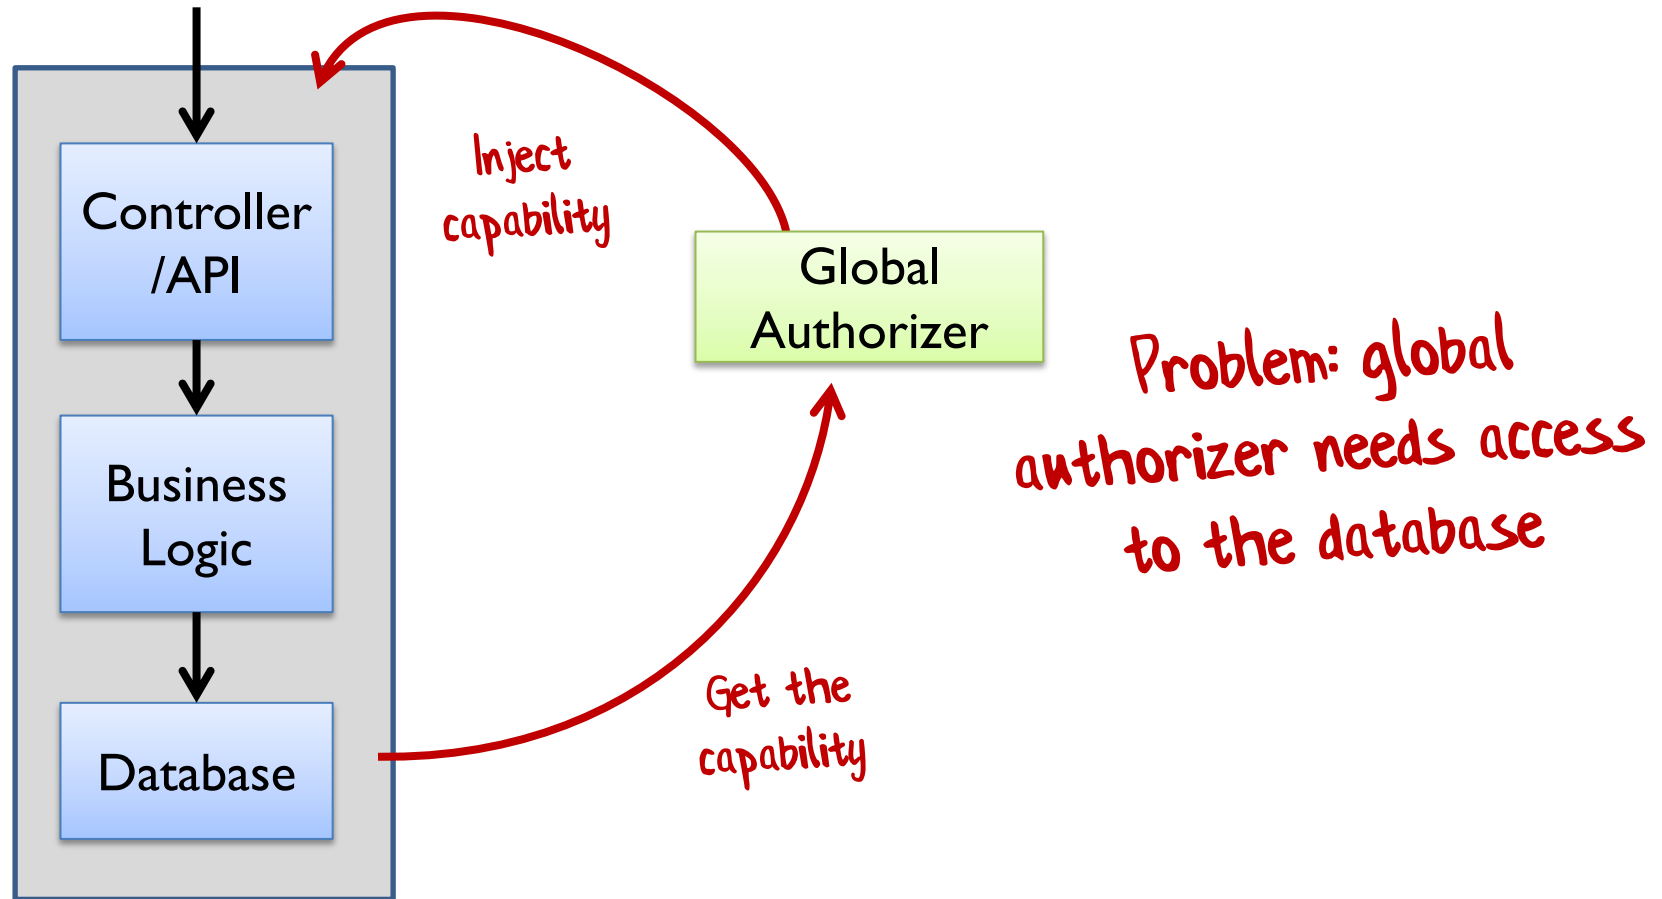 Controller
/API
Business
Logic
Database
Inject
capability
Global
Authorizer
Get the
capability
Problem: global
authorizer needs access
to the database